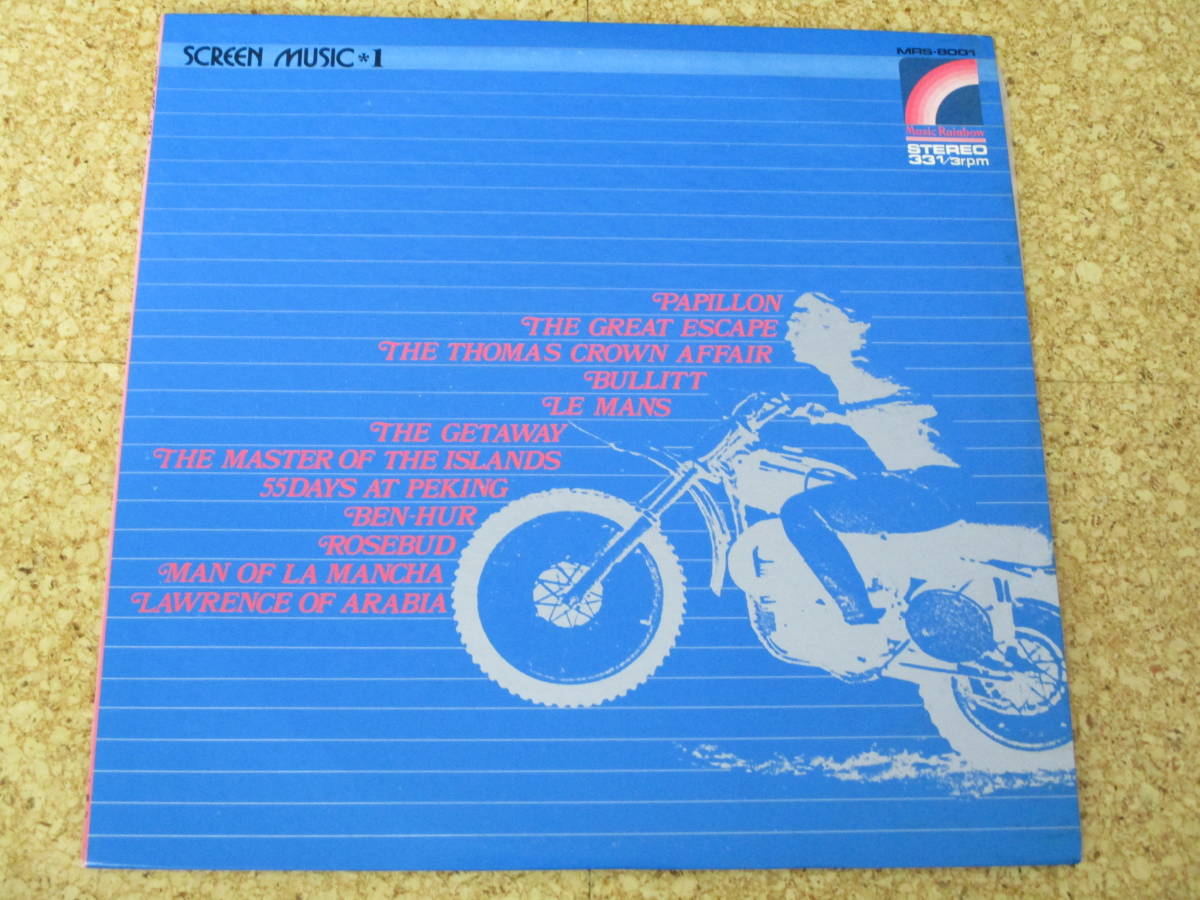 SCREEN MUSIC*1
MRS-8001
Music Rainbow
STEREO
33 1/3rpm
PAPILLON
THE GREAT ESCAPE
THE THOMAS CROWN AFFAIR
BULLITT
LE MANS
THE GETAWAY
THE MASTER OF THE ISLANDS
55DAYS AT PEKING
BEN-HUR
ROSEBUD
MAN OF LA MANCHA
LAWRENCE OF ARABIA